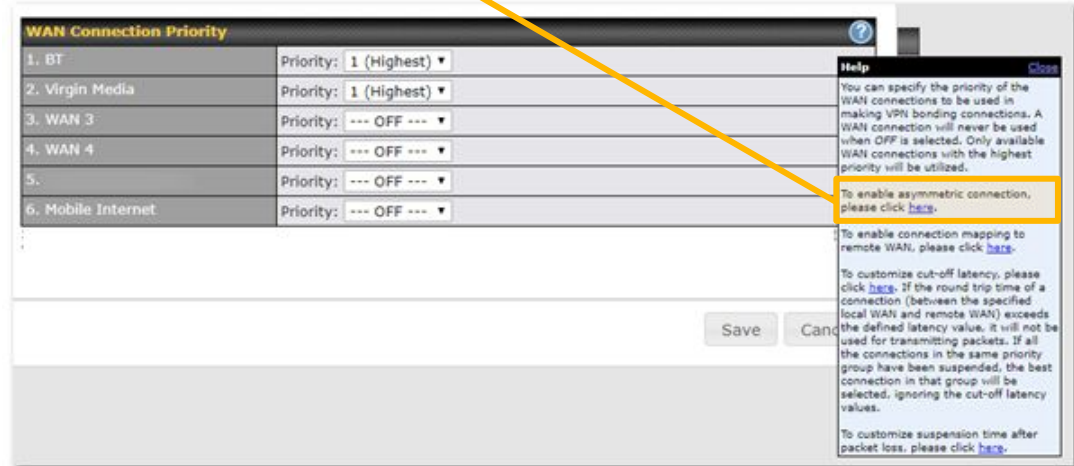 WAN Connection Priority
1. BT Priority: 1 (Highest)
2. Virgin Media Priority: 1 (Highest)
3. WAN 3 Priority: --- OFF ---
4. WAN 4 Priority: --- OFF ---
5. Priority: --- OFF ---
6. Mobile Internet Priority: --- OFF ---
Save Canc
Help Close
You can specify the priority of the
WAN connections to be used in
making VPN bonding connections. A
WAN connection will never be used
when OFF is selected. Only available
WAN connections with the highest
priority will be utilized.
To enable asymmetric connection,
please click here.
To enable connection mapping to
remote WAN, please click here.
To customize cut-off latency, please
click here. If the round trip time of a
connection (between the specified
local WAN and remote WAN) exceeds
the defined latency value, it will not be
used for transmitting packets. If all
the connections in the same priority
group have been suspended, the best
connection in that group will be
selected, ignoring the cut-off latency
values.
To customize suspension time after
packet loss, please click here.